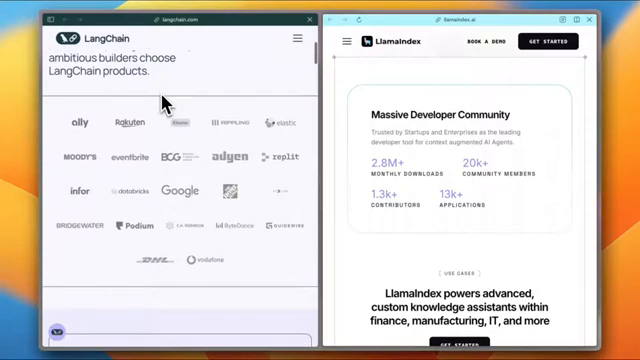 langchain.com
LangChain
ambitious builders choose
LangChain products.
ally
Rakuten
Klarna
RIPPLING
elastic
MOODY'S
eventbrite
BCG
adyen
replit
infor
databricks
Google
BRIDGEWATER
Podium
ByteDance
GUIDEWIRE
DHL
vodafone
llamaindex.ai
LlamaIndex
BOOK A DEMO
GET STARTED
Massive Developer Community
Trusted by Startups and Enterprises as the leading
developer tool for context augmented AI Agents.
2.8M+
MONTHLY DOWNLOADS
20k+
COMMUNITY MEMBERS
1.3k+
CONTRIBUTORS
13k+
APPLICATIONS
USE CASES
LlamaIndex powers advanced,
custom knowledge assistants within
finance, manufacturing, IT, and more
GET STARTED